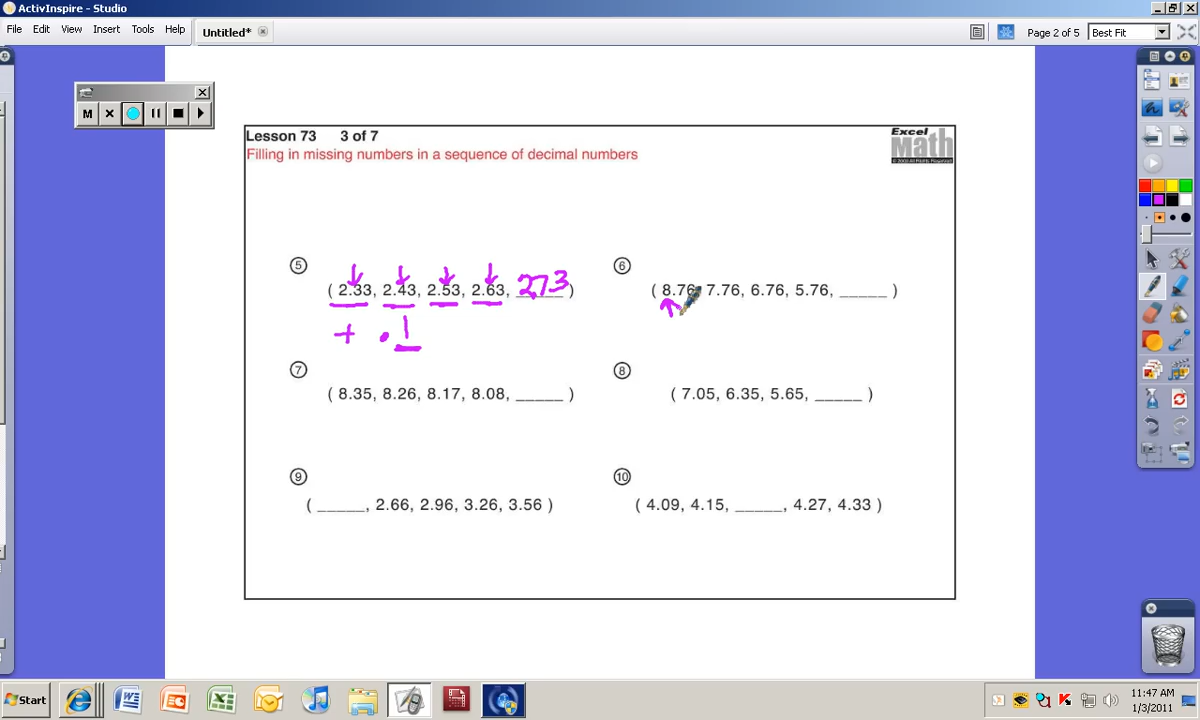 ActivInspire - Studio
File Edit View Insert Tools Help Untitled* Page 2 of 5 Best Fit
M
Lesson 73 3 of 7
Filling in missing numbers in a sequence of decimal numbers
Excel
Math
5
( 2.33, 2.43, 2.53, 2.63, 2.73 )
+ .1
6
( 8.76, 7.76, 6.76, 5.76, _____ )
7
( 8.35, 8.26, 8.17, 8.08, _____ )
8
( 7.05, 6.35, 5.65, _____ )
9
( _____, 2.66, 2.96, 3.26, 3.56 )
10
( 4.09, 4.15, _____, 4.27, 4.33 )
Start
11:47 AM
1/3/2011